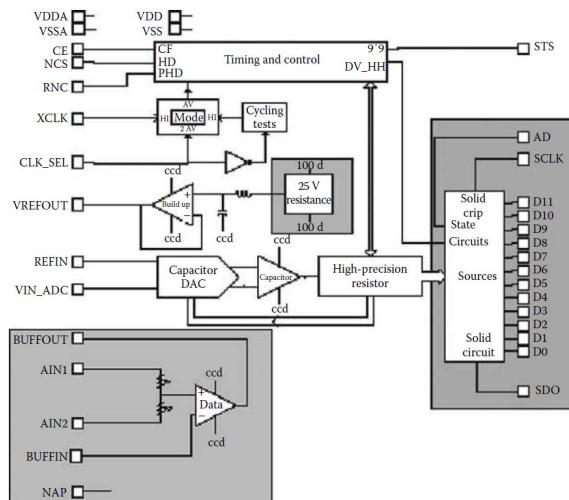 VDDA
VDD
VSSA
VSS
CE
CF
9'9
STS
NCS
HD
Timing and control
DV_HH
PHD
RNC
AV
XCLK
HI
Mode
HI
Cycling
tests
2 AV
AD
CLK_SEL
SCLK
ccd
100 d
Solid
crip
VREFOUT
Build up
+
−
25 V
resistance
D11
D10
State
D9
ccd
ccd
100 d
Circuits
D8
ccd
D7
REFIN
Capacitor
DAC
Capacitor
High-precision
resistor
Sources
D6
D5
VIN_ADC
D4
ccd
D3
D2
BUFFOUT
Solid
circuit
D1
D0
AIN1
ccd
+
Data
−
SDO
AIN2
ccd
BUFFIN
NAP